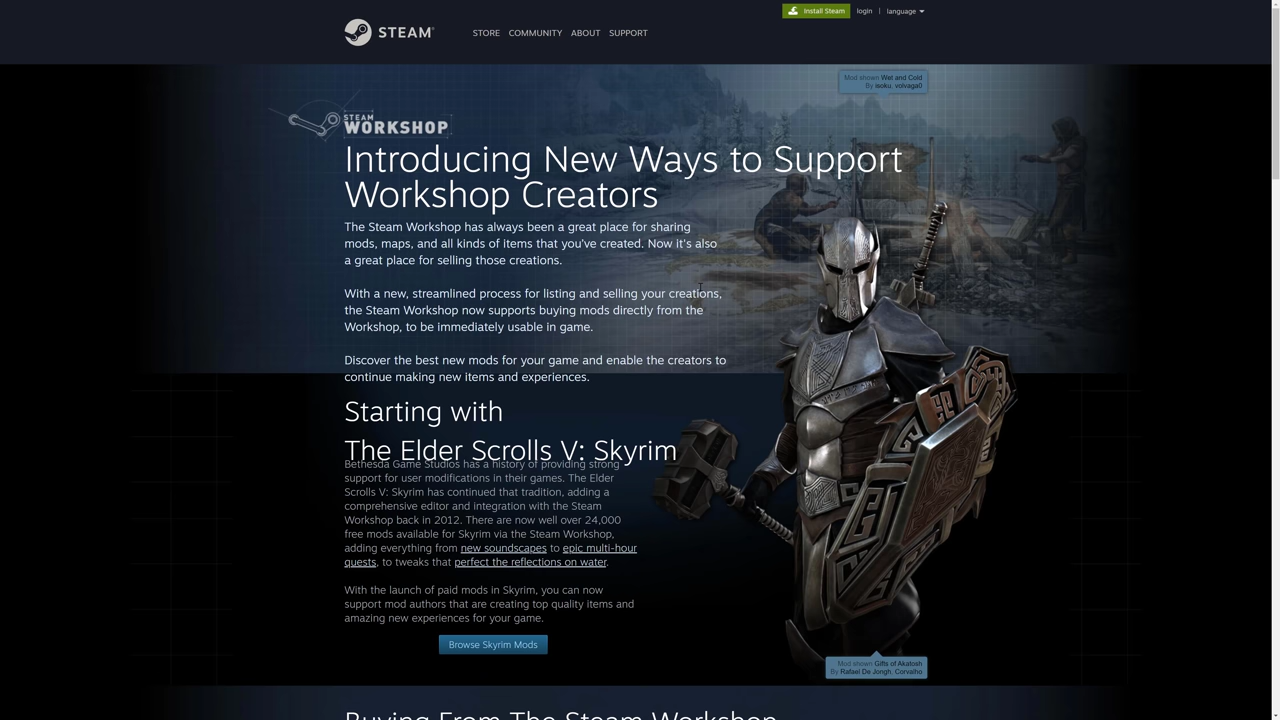 Install Steam
login | language
STEAM®
STORE COMMUNITY ABOUT SUPPORT
Mod shown Wet and Cold
By isoku, volvaga0
STEAM
WORKSHOP
Introducing New Ways to Support
Workshop Creators
The Steam Workshop has always been a great place for sharing
mods, maps, and all kinds of items that you've created. Now it's also
a great place for selling those creations.
With a new, streamlined process for listing and selling your creations,
the Steam Workshop now supports buying mods directly from the
Workshop, to be immediately usable in game.
Discover the best new mods for your game and enable the creators to
continue making new items and experiences.
Starting with
The Elder Scrolls V: Skyrim
Bethesda Game Studios has a history of providing strong
support for user modifications in their games. The Elder
Scrolls V: Skyrim has continued that tradition, adding a
comprehensive editor and integration with the Steam
Workshop back in 2012. There are now well over 24,000
free mods available for Skyrim via the Steam Workshop,
adding everything from new soundscapes to epic multi-hour
quests, to tweaks that perfect the reflections on water.
With the launch of paid mods in Skyrim, you can now
support mod authors that are creating top quality items and
amazing new experiences for your game.
Browse Skyrim Mods
Mod shown Gifts of Akatosh
By Rafael De Jongh, Corvalho
Buying From The Steam Workshop